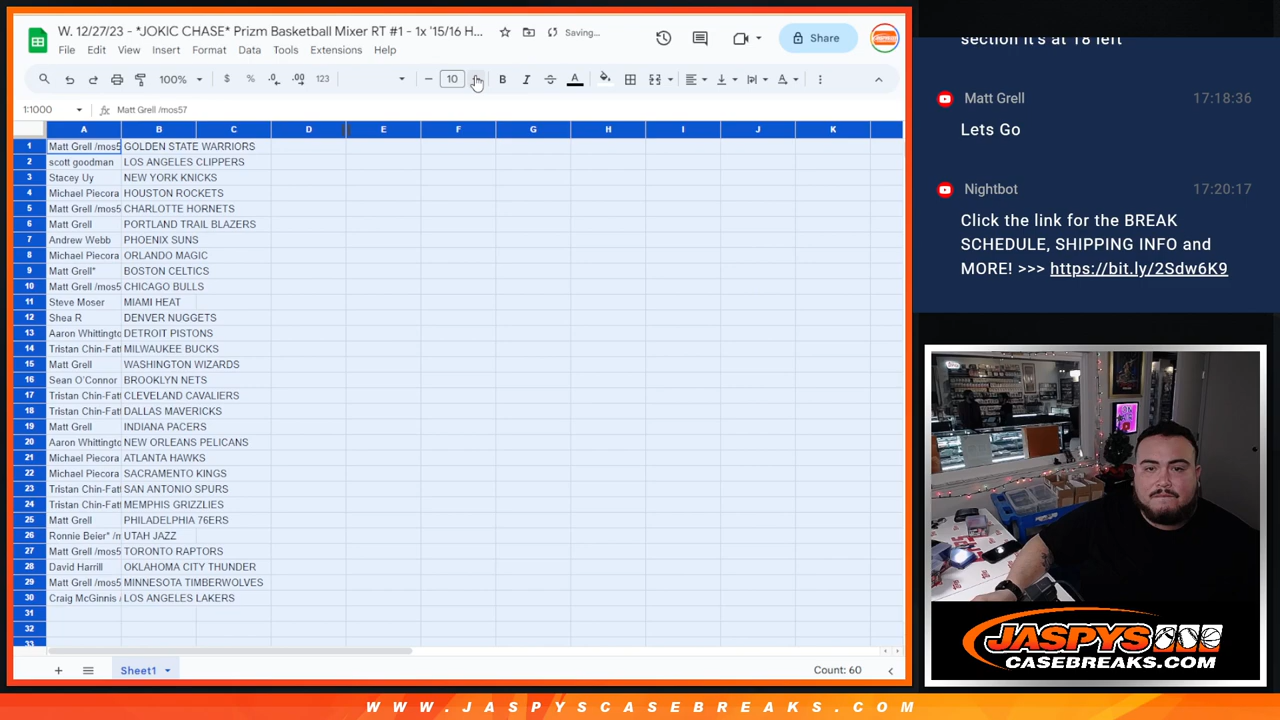 W. 12/27/23 - *JOKIC CHASE* Prizm Basketball Mixer RT #1 - 1x '15/16 H...
Saving...
File Edit View Insert Format Data Tools Extensions Help
Share
100% $ % .0 .00 123 10 B I A
1:1000 fx Matt Grell /mos57
A B C D E F G H I J K
1 Matt Grell /mos5 GOLDEN STATE WARRIORS
2 scott goodman LOS ANGELES CLIPPERS
3 Stacey Uy NEW YORK KNICKS
4 Michael Piecora HOUSTON ROCKETS
5 Matt Grell /mos5 CHARLOTTE HORNETS
6 Matt Grell PORTLAND TRAIL BLAZERS
7 Andrew Webb PHOENIX SUNS
8 Michael Piecora ORLANDO MAGIC
9 Matt Grell* BOSTON CELTICS
10 Matt Grell /mos5 CHICAGO BULLS
11 Steve Moser MIAMI HEAT
12 Shea R DENVER NUGGETS
13 Aaron Whittingto DETROIT PISTONS
14 Tristan Chin-Fatt MILWAUKEE BUCKS
15 Matt Grell WASHINGTON WIZARDS
16 Sean O'Connor BROOKLYN NETS
17 Tristan Chin-Fatt CLEVELAND CAVALIERS
18 Tristan Chin-Fatt DALLAS MAVERICKS
19 Matt Grell INDIANA PACERS
20 Aaron Whittingto NEW ORLEANS PELICANS
21 Michael Piecora ATLANTA HAWKS
22 Michael Piecora SACRAMENTO KINGS
23 Tristan Chin-Fatt SAN ANTONIO SPURS
24 Tristan Chin-Fatt MEMPHIS GRIZZLIES
25 Matt Grell PHILADELPHIA 76ERS
26 Ronnie Beier* /m UTAH JAZZ
27 Matt Grell /mos5 TORONTO RAPTORS
28 David Harrill OKLAHOMA CITY THUNDER
29 Matt Grell /mos5 MINNESOTA TIMBERWOLVES
30 Craig McGinnis / LOS ANGELES LAKERS
31
32
33
Sheet1
Count: 60
section it's at 18 left
Matt Grell 17:18:36
Lets Go
Nightbot 17:20:17
Click the link for the BREAK
SCHEDULE, SHIPPING INFO and
MORE! >>> https://bit.ly/2Sdw6K9
JASPYS
CASEBREAKS.COM
WWW.JASPYSCASEBREAKS.COM